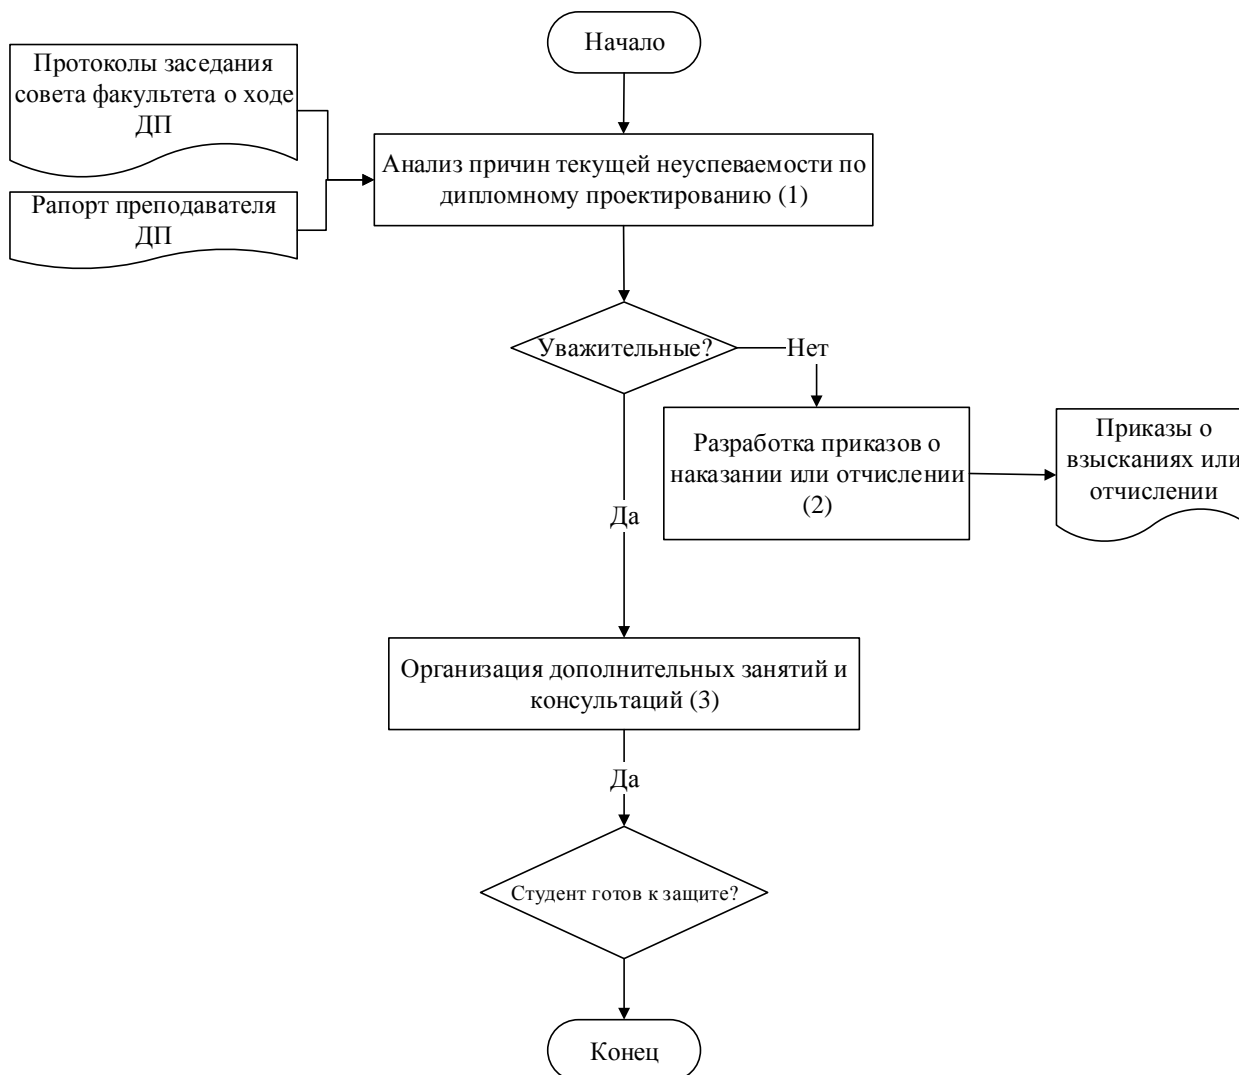 Начало
Протоколы заседания
совета факультета о ходе
ДП
Анализ причин текущей неуспеваемости по
дипломному проектированию (1)
Рапорт преподавателя
ДП
Уважительные?
Нет
Разработка приказов о
наказании или отчислении
(2)
Приказы о
взысканиях или
отчислении
Да
Организация дополнительных занятий и
консультаций (3)
Да
Студент готов к защите?
Конец